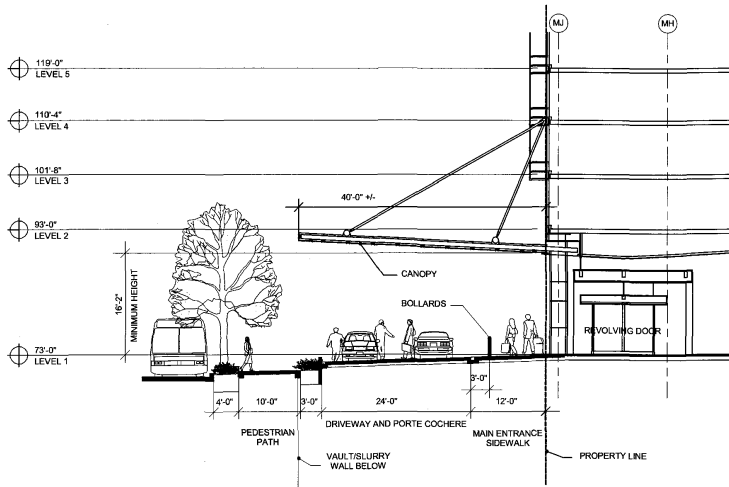 MJ
MH
119'-0"
LEVEL 5
110'-4"
LEVEL 4
101'-8"
LEVEL 3
40'-0" +/-
93'-0"
LEVEL 2
CANOPY
16'-2"
MINIMUM HEIGHT
BOLLARDS
REVOLVING DOOR
73'-0"
LEVEL 1
3'-0"
4'-0"
10'-0"
3'-0"
24'-0"
12'-0"
PEDESTRIAN
PATH
DRIVEWAY AND PORTE COCHERE
MAIN ENTRANCE
SIDEWALK
VAULT/SLURRY
WALL BELOW
PROPERTY LINE